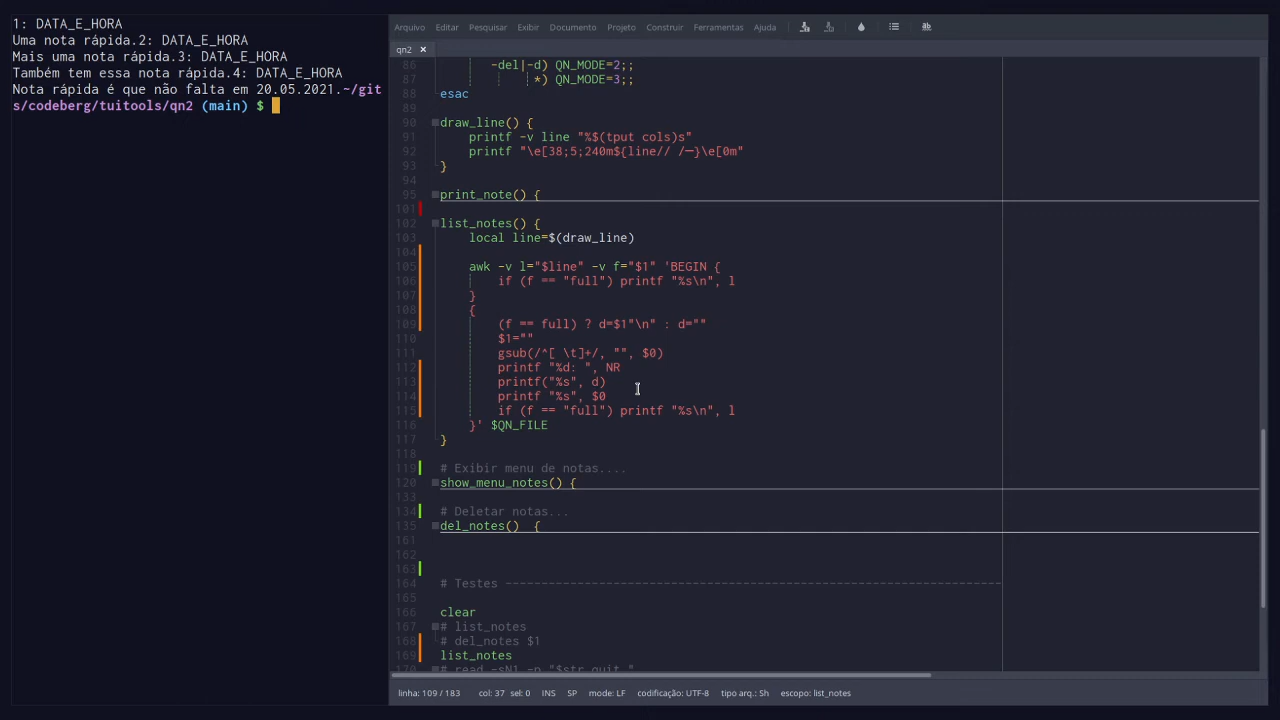 1: DATA_E_HORA
Uma nota rápida.2: DATA_E_HORA
Mais uma nota rápida.3: DATA_E_HORA
Também tem essa nota rápida.4: DATA_E_HORA
Nota rápida é que não falta em 20.05.2021.~/git
s/codeberg/tuitools/qn2 (main) $
Arquivo Editar Pesquisar Exibir Documento Projeto Construir Ferramentas Ajuda
qn2
86 -del|-d) QN_MODE=2;;
87 *) QN_MODE=3;;
88 esac
89
90 draw_line() {
91 printf -v line "%$(tput cols)s"
92 printf "\e[38;5;240m${line// /─}\e[0m"
93 }
94
95 print_note() {
101
102 list_notes() {
103 local line=$(draw_line)
104
105 awk -v l="$line" -v f="$1" 'BEGIN {
106 if (f == "full") printf "%s\n", l
107 }
108 {
109 (f == full) ? d=$1"\n" : d=""
110 $1=""
111 gsub(/^[ \t]+/, "", $0)
112 printf "%d: ", NR
113 printf("%s", d)
114 printf "%s", $0
115 if (f == "full") printf "%s\n", l
116 }' $QN_FILE
117 }
118
119 # Exibir menu de notas....
120 show_menu_notes() {
133
134 # Deletar notas...
135 del_notes() {
161
162
163
164 # Testes ---------------------------------------------------------------------
165
166 clear
167 # list_notes
168 # del_notes $1
169 list_notes
170 # read -sN1 -p "$str_quit "
linha: 109 / 183 col: 37 sel: 0 INS SP mode: LF codificação: UTF-8 tipo arq.: Sh escopo: list_notes